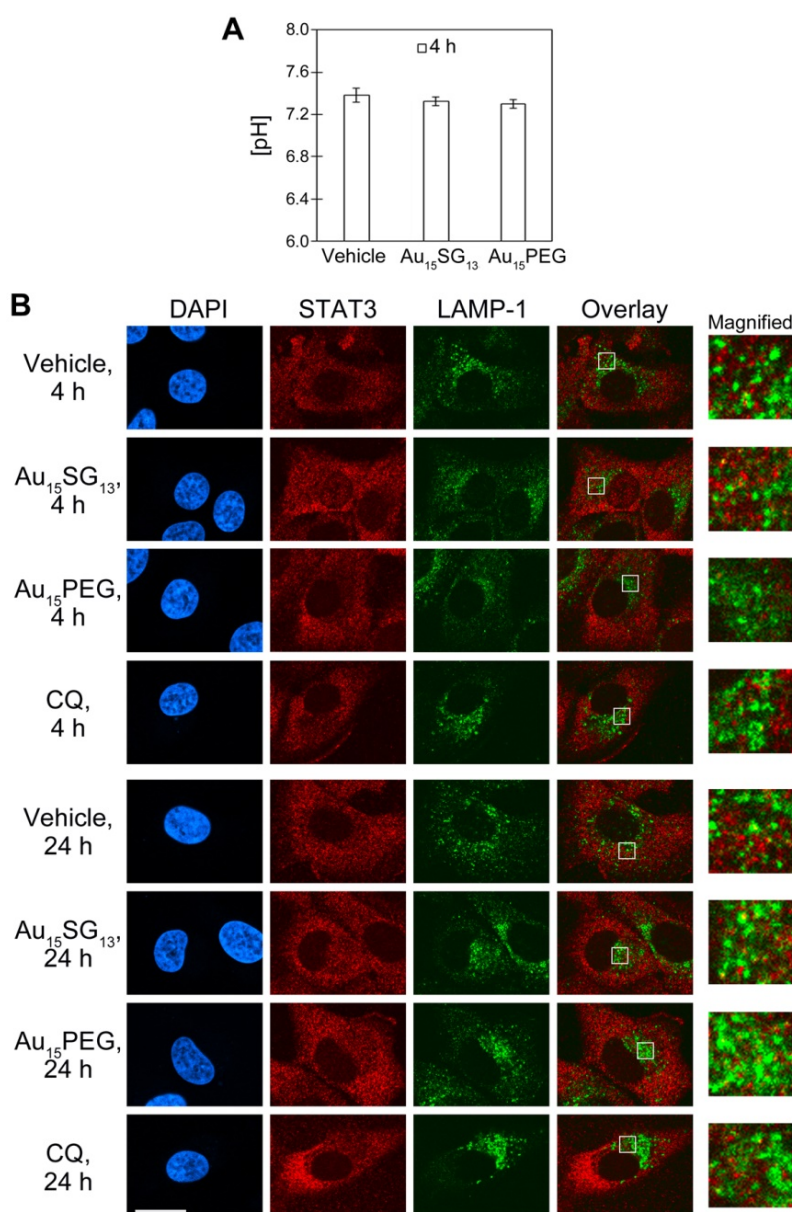 A
8.0
□ 4 h
7.6
7.2
[pH]
6.8
6.4
6.0
Vehicle Au₁₅SG₁₃ Au₁₅PEG
B
DAPI STAT3 LAMP-1 Overlay Magnified
Vehicle,
4 h
Au₁₅SG₁₃,
4 h
Au₁₅PEG,
4 h
CQ,
4 h
Vehicle,
24 h
Au₁₅SG₁₃,
24 h
Au₁₅PEG,
24 h
CQ,
24 h